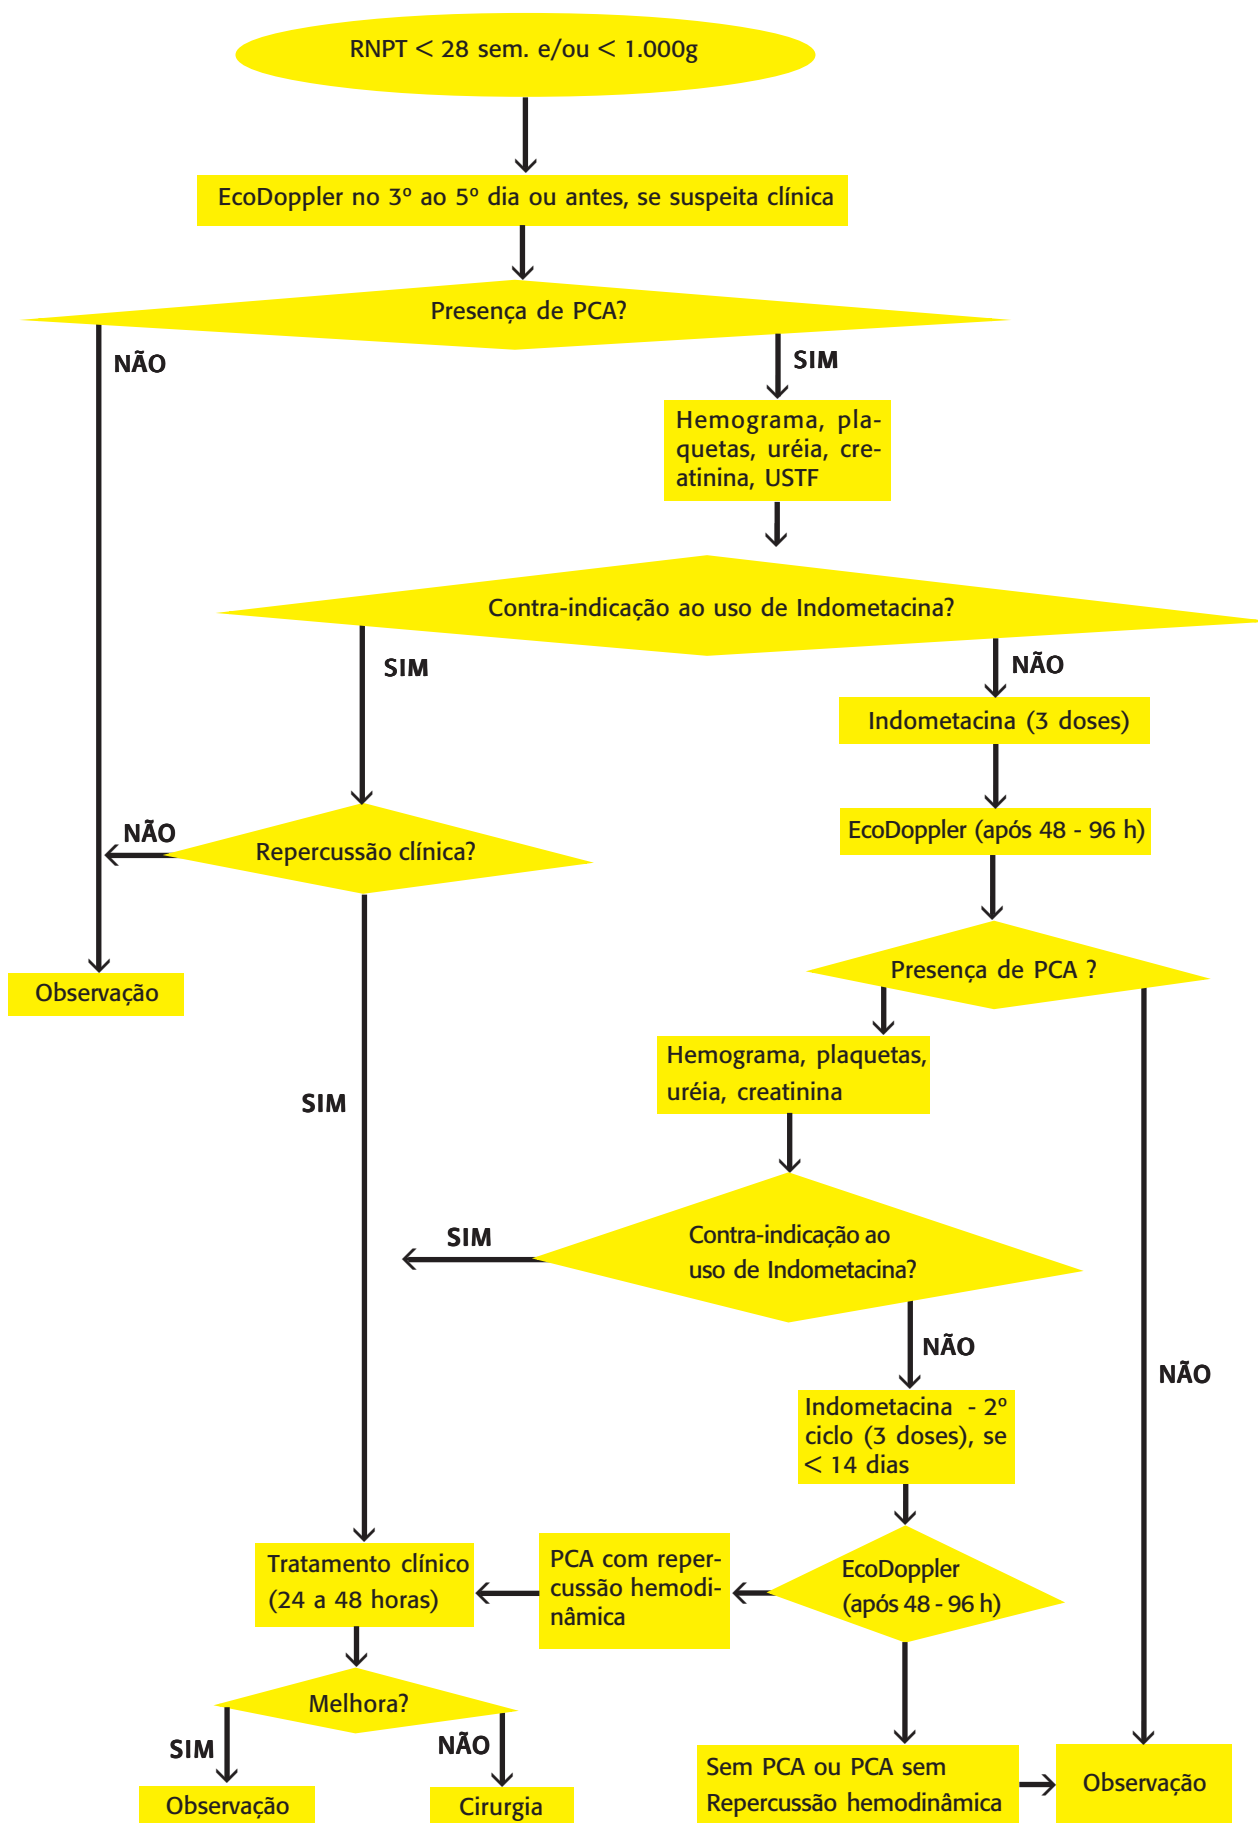 RNPT < 28 sem. e/ou < 1.000g
EcoDoppler no 3º ao 5º dia ou antes, se suspeita clínica
Presença de PCA?
NÃO
SIM
Hemograma, pla-
quetas, uréia, cre-
atinina, USTF
Contra-indicação ao uso de Indometacina?
SIM
NÃO
Indometacina (3 doses)
EcoDoppler (após 48 - 96 h)
NÃO
Repercussão clínica?
Presença de PCA ?
Observação
Hemograma, plaquetas,
uréia, creatinina
SIM
SIM
Contra-indicação ao
uso de Indometacina?
NÃO
NÃO
Indometacina - 2º
ciclo (3 doses), se
< 14 dias
Tratamento clínico
(24 a 48 horas)
PCA com reper-
cussão hemodi-
nâmica
EcoDoppler
(após 48 - 96 h)
Melhora?
SIM
NÃO
Observação
Cirurgia
Sem PCA ou PCA sem
Repercussão hemodinâmica
Observação